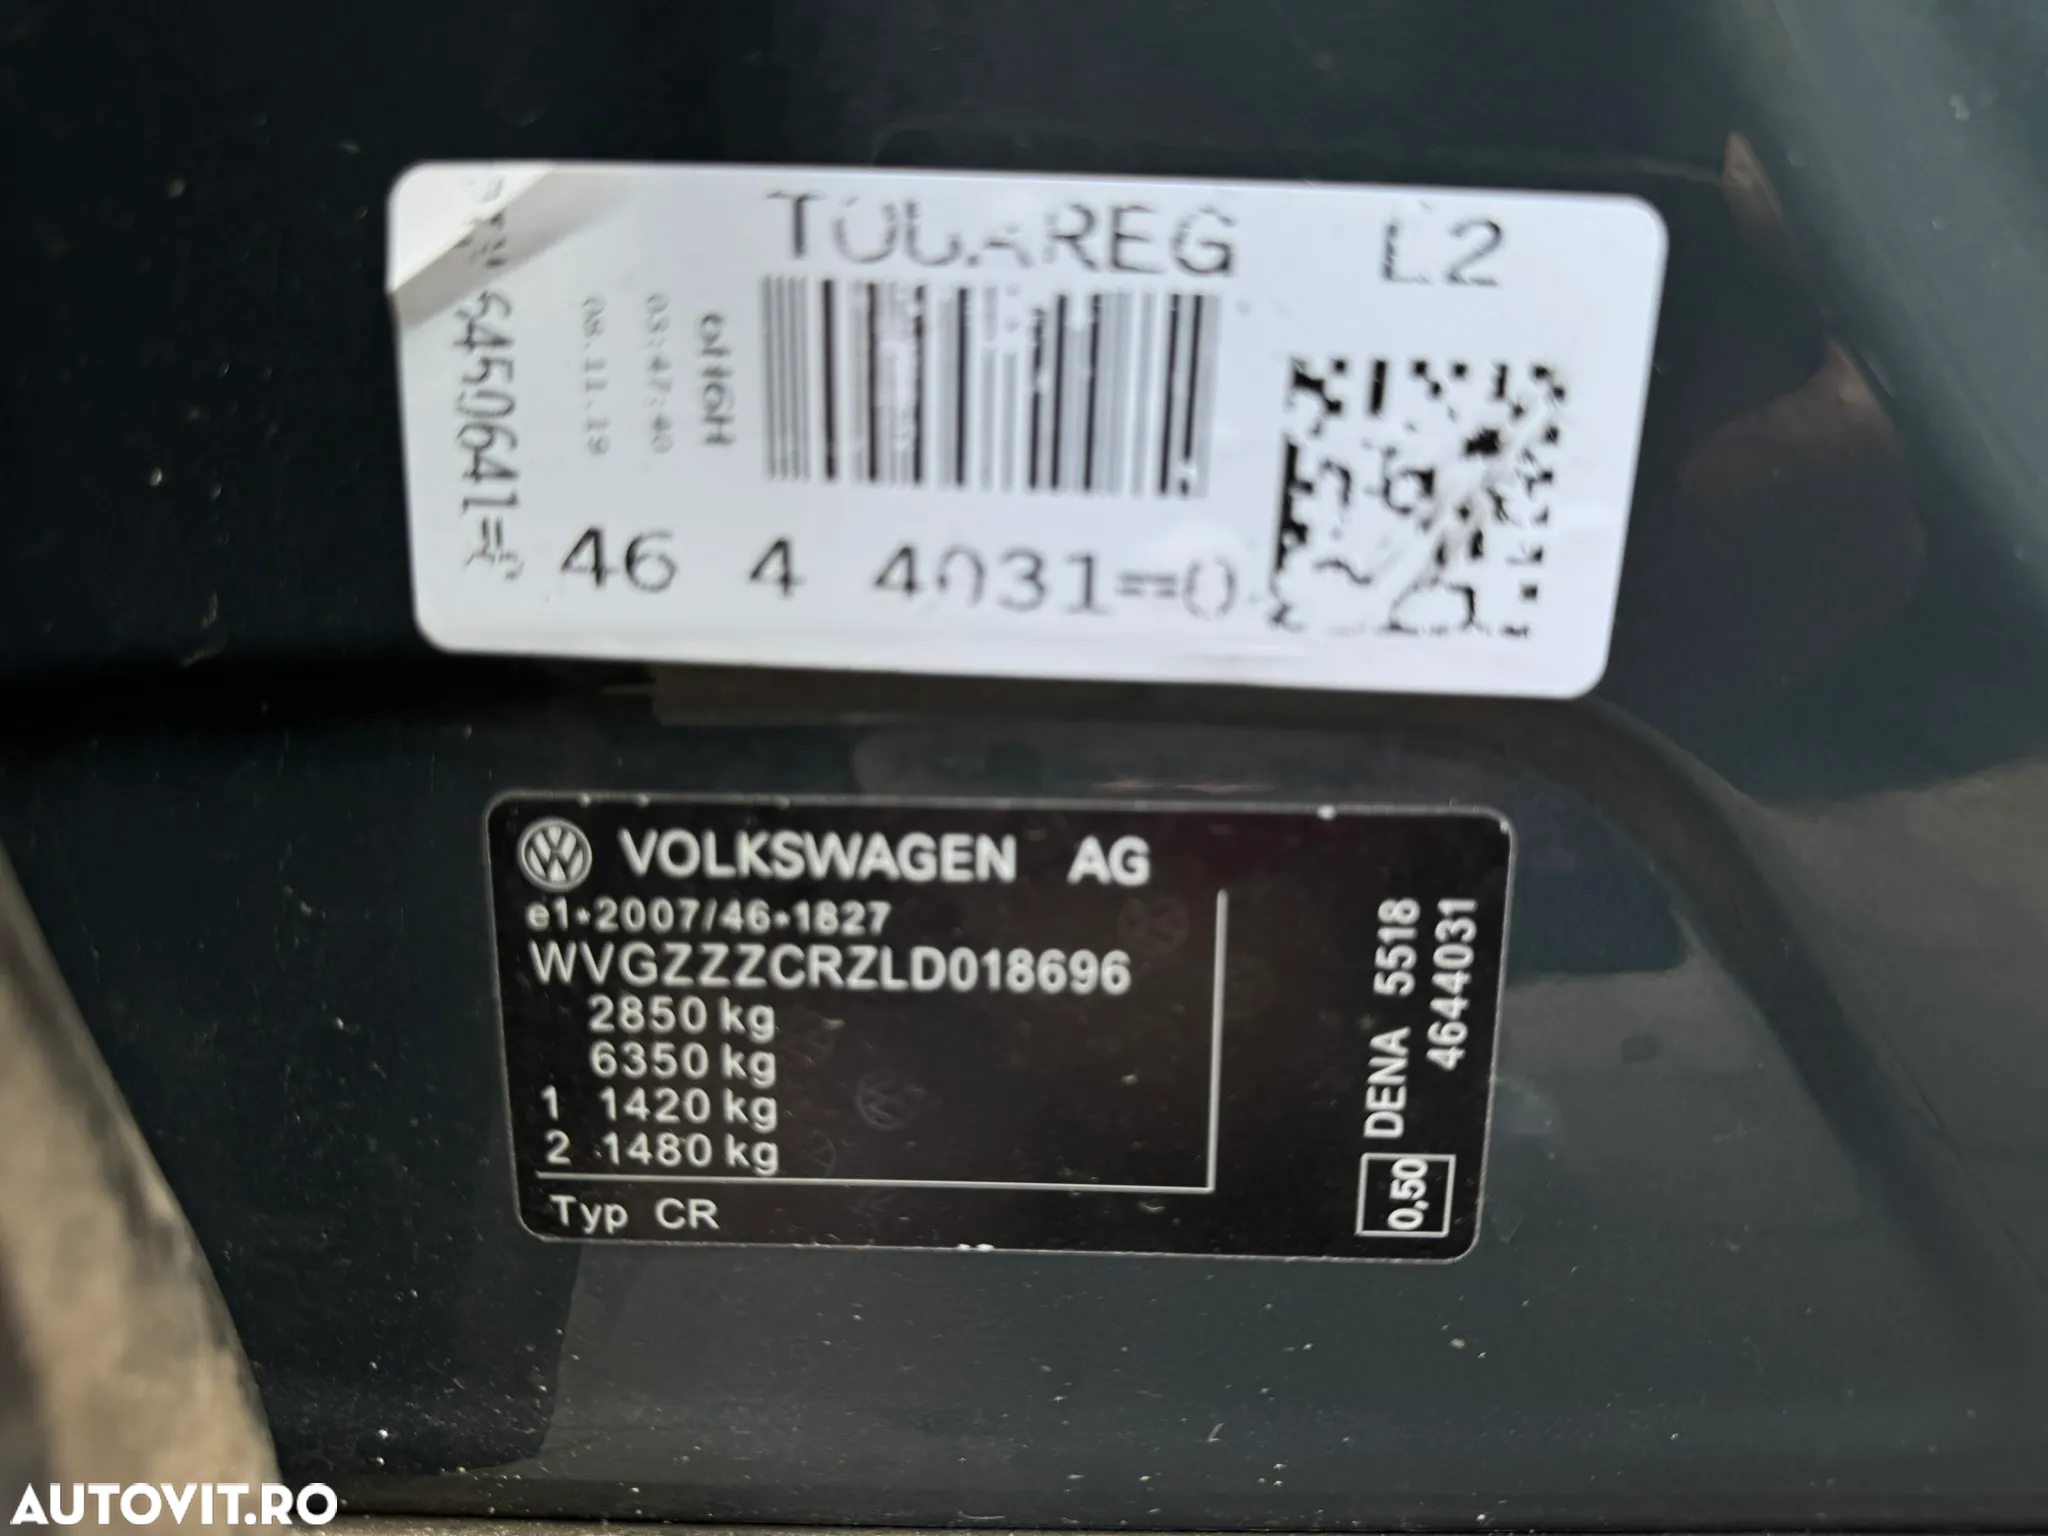 TOUAREG L2
6450641=
08.11.19
03:47:40
46 4 4031==0
VOLKSWAGEN AG
e1*2007/46*1827
WVGZZZCRZLD018696
2850 kg
6350 kg
1 1420 kg
2 1480 kg
Typ CR
DENA 5518
4644031
0,50
AUTOVIT.RO